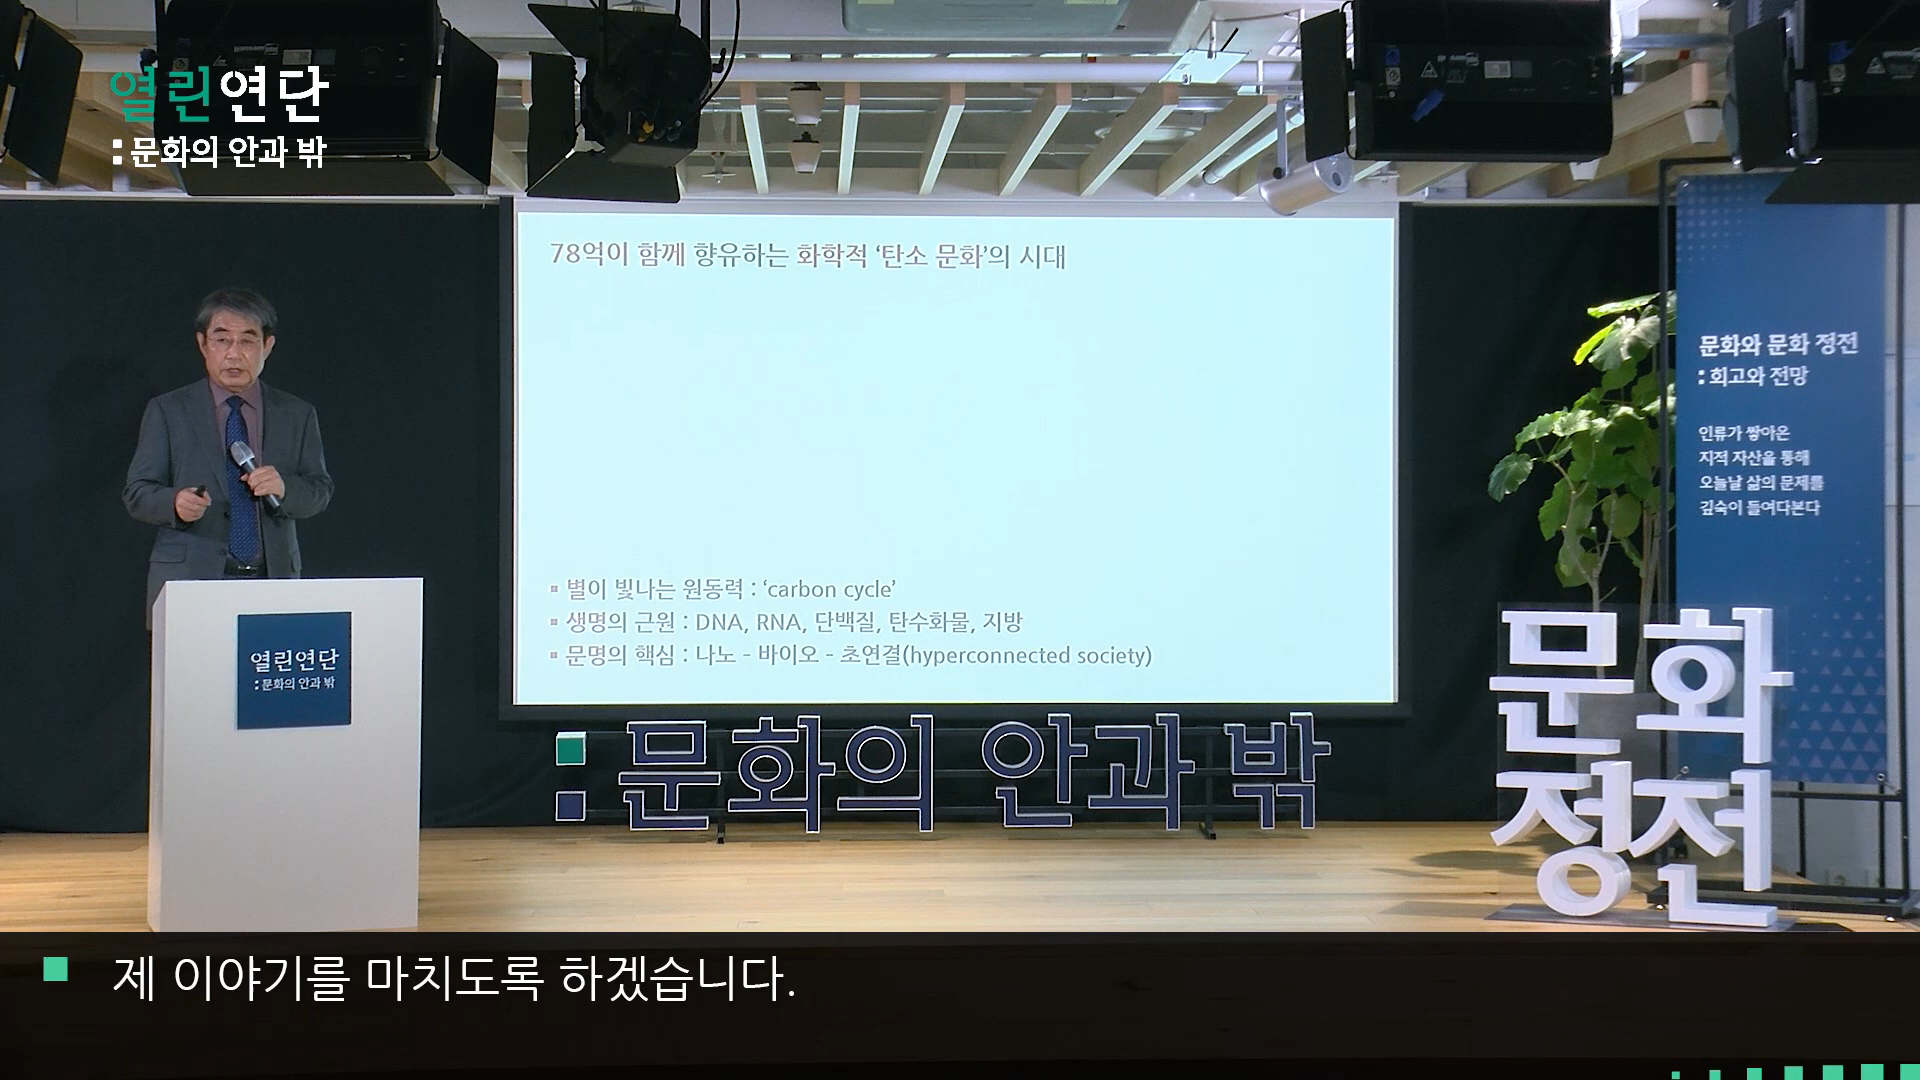 열린연단
:문화의 안과 밖
78억이 함께 향유하는 화학적 ‘탄소 문화’의 시대
▪ 별이 빛나는 원동력 : ‘carbon cycle’
▪ 생명의 근원 : DNA, RNA, 단백질, 탄수화물, 지방
▪ 문명의 핵심 : 나노 - 바이오 - 초연결(hyperconnected society)
문화와 문화 정전
:회고와 전망
인류가 쌓아온
지적 자산을 통해
오늘날 삶의 문제를
깊숙이 들여다본다
열린연단
:문화의 안과 밖
:문화의 안과 밖
문화
정전
제 이야기를 마치도록 하겠습니다.